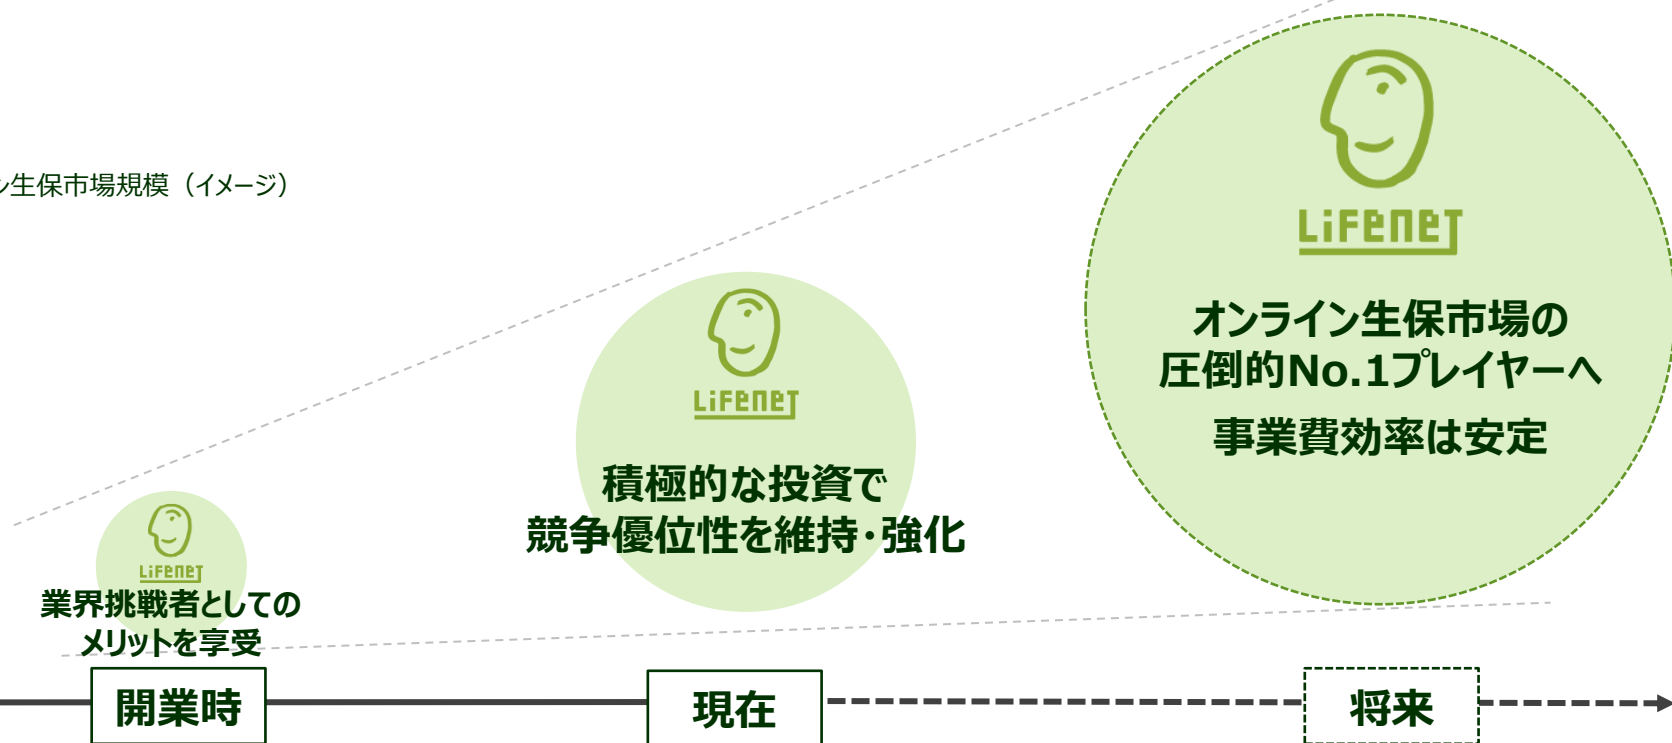 生保市場規模（イメージ）
LiFENET
オンライン生保市場の
圧倒的No.1プレイヤーへ
事業費効率は安定
LiFENET
積極的な投資で
競争優位性を維持・強化
LiFENET
業界挑戦者としての
メリットを享受
開業時
現在
将来